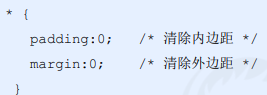 * {
padding:0; /* 清除内边距 */
margin:0; /* 清除外边距 */
}